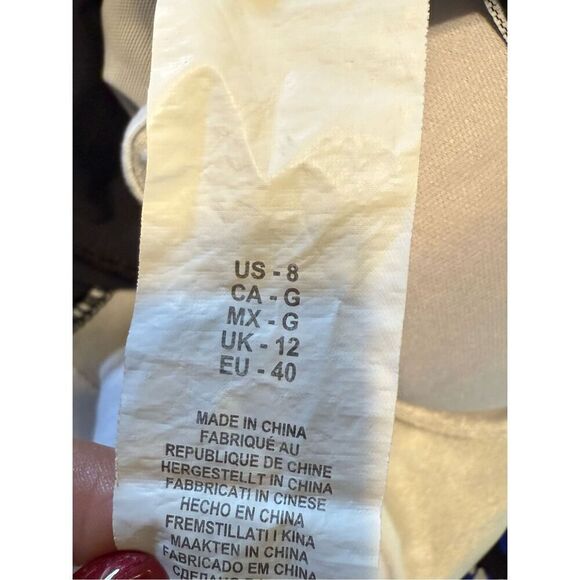 US - 8
CA - G
MX - G
UK - 12
EU - 40
MADE IN CHINA
FABRIQUÉ AU
REPUBLIQUE DE CHINE
HERGESTELLT IN CHINA
FABBRICATI IN CINESE
HECHO EN CHINA
FREMSTILLATI I KINA
MAAKTEN IN CHINA
FABRICADO EM CHINA